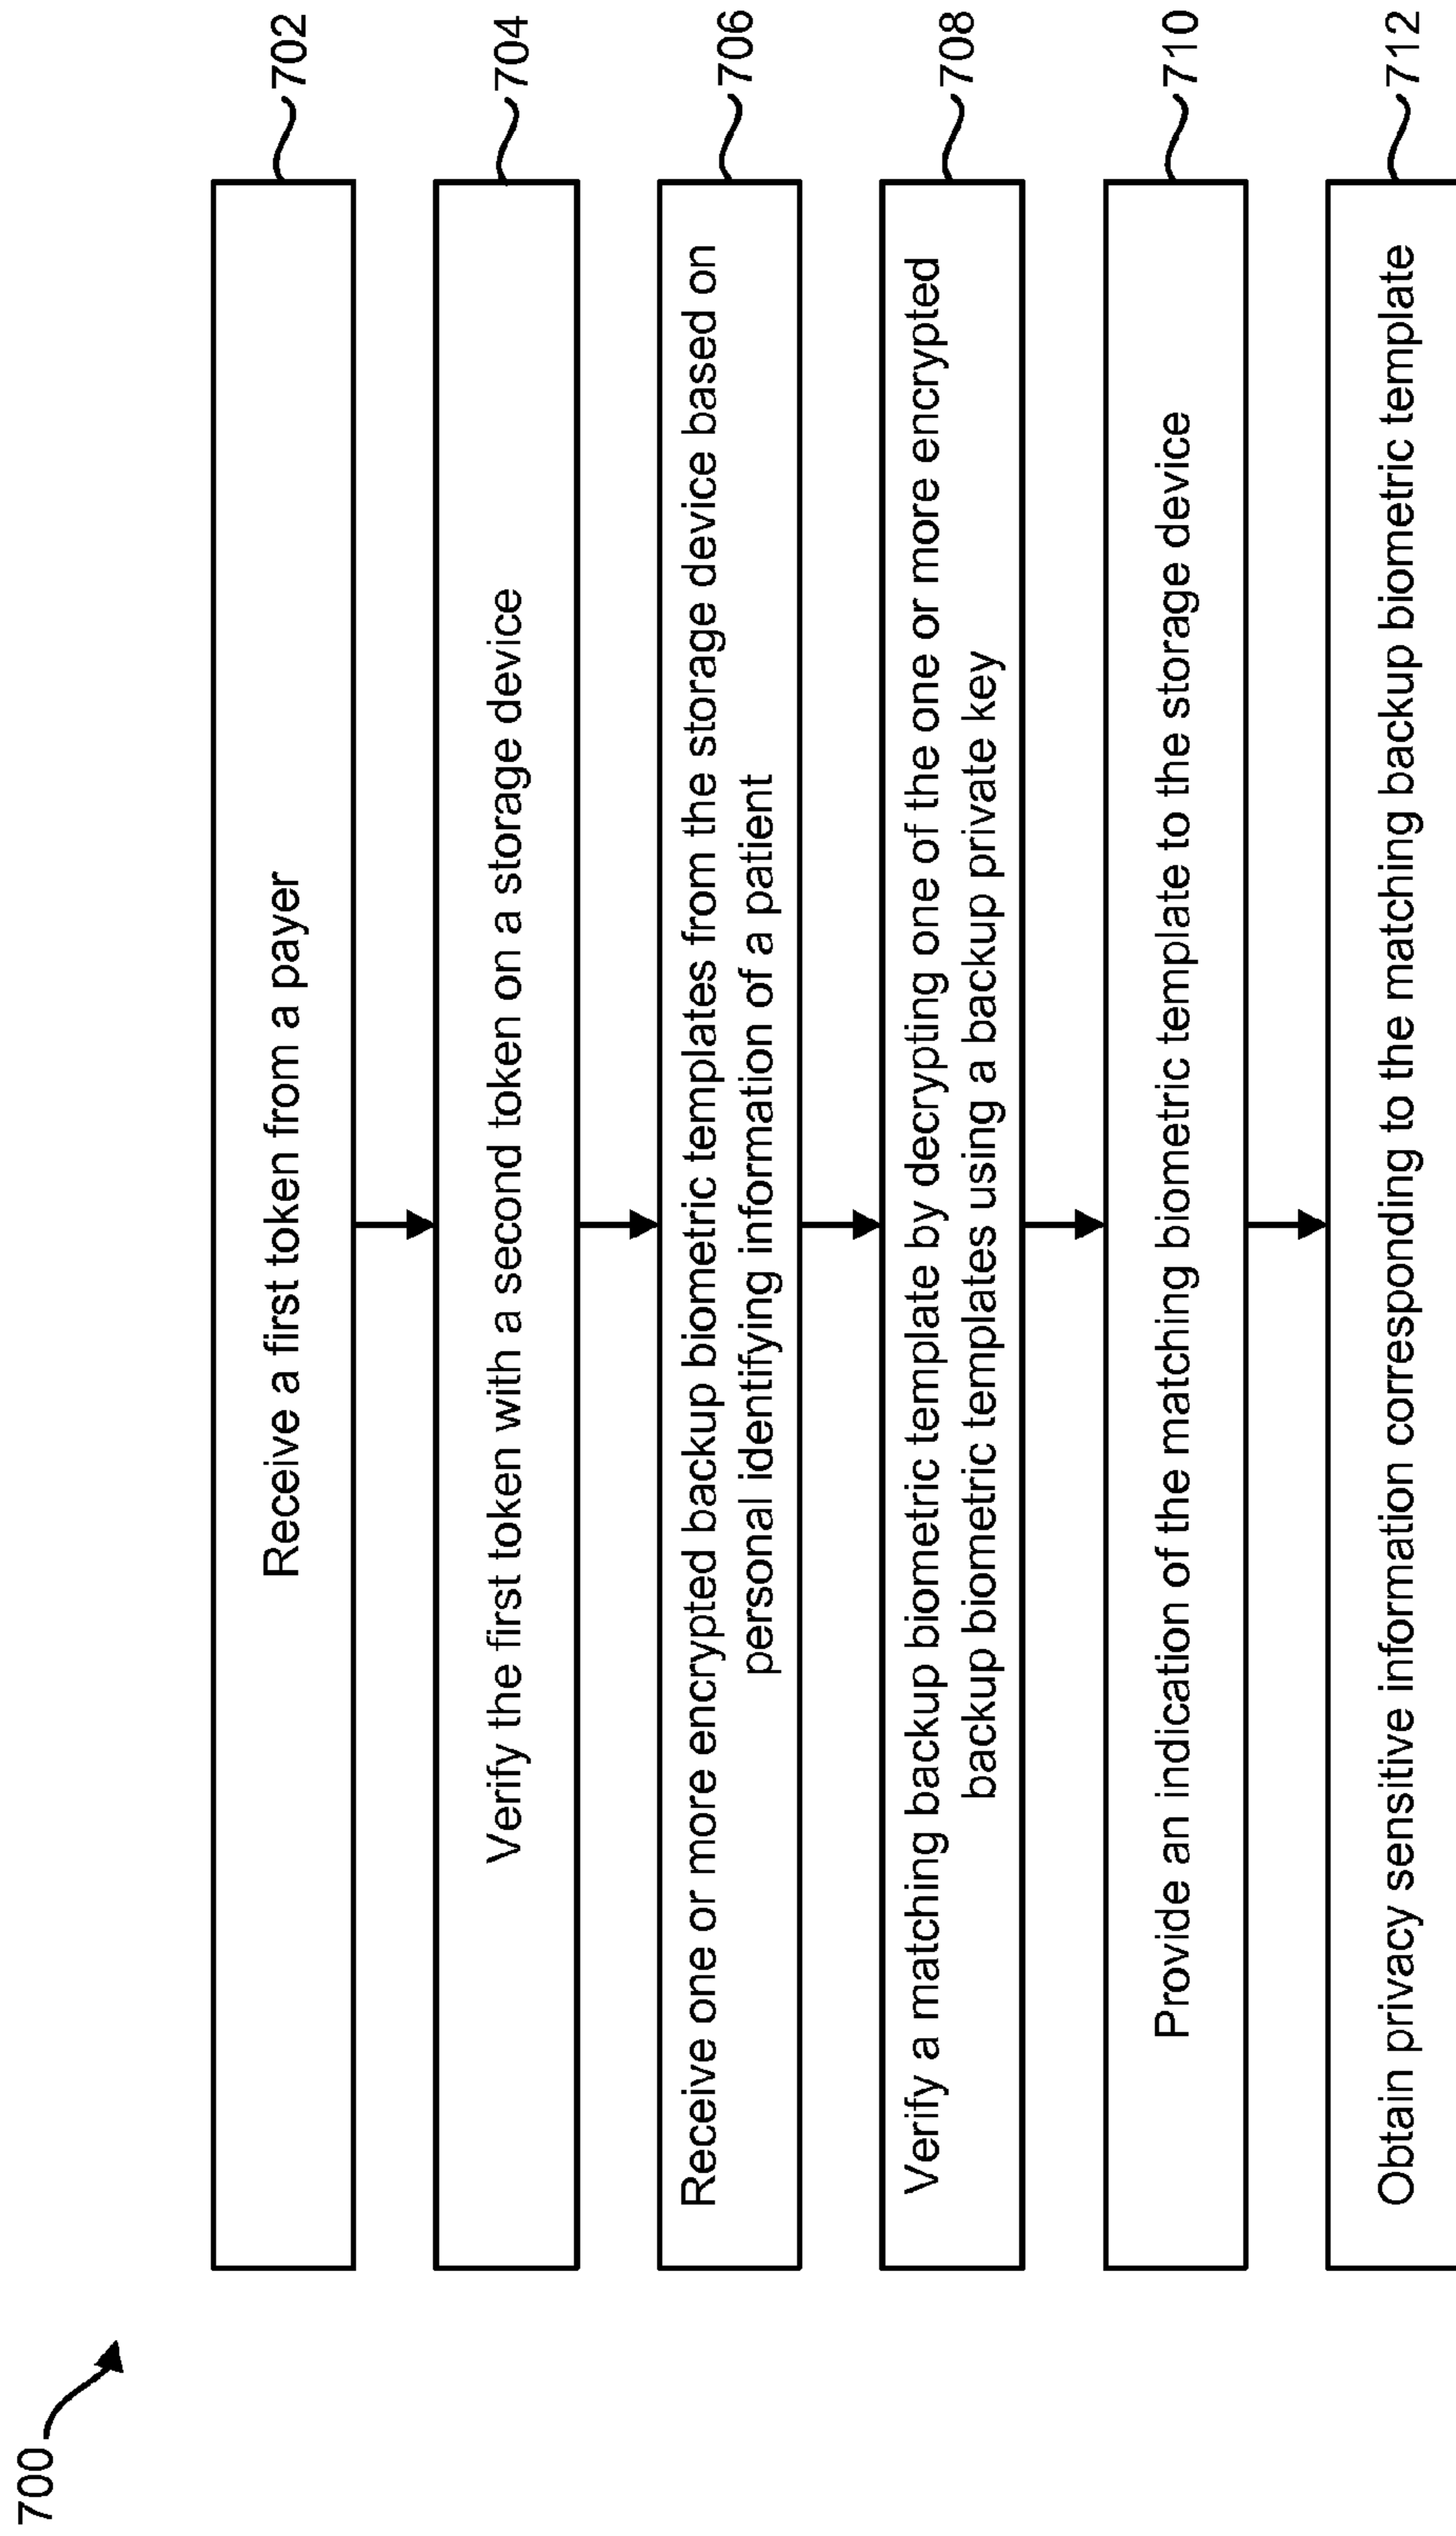 700
Receive a first token from a payer
702
Verify the first token with a second token on a storage device
704
Receive one or more encrypted backup biometric templates from the storage device based on
personal identifying information of a patient
706
Verify a matching backup biometric template by decrypting one of the one or more encrypted
backup biometric templates using a backup private key
708
Provide an indication of the matching biometric template to the storage device
710
Obtain privacy sensitive information corresponding to the matching backup biometric template
712